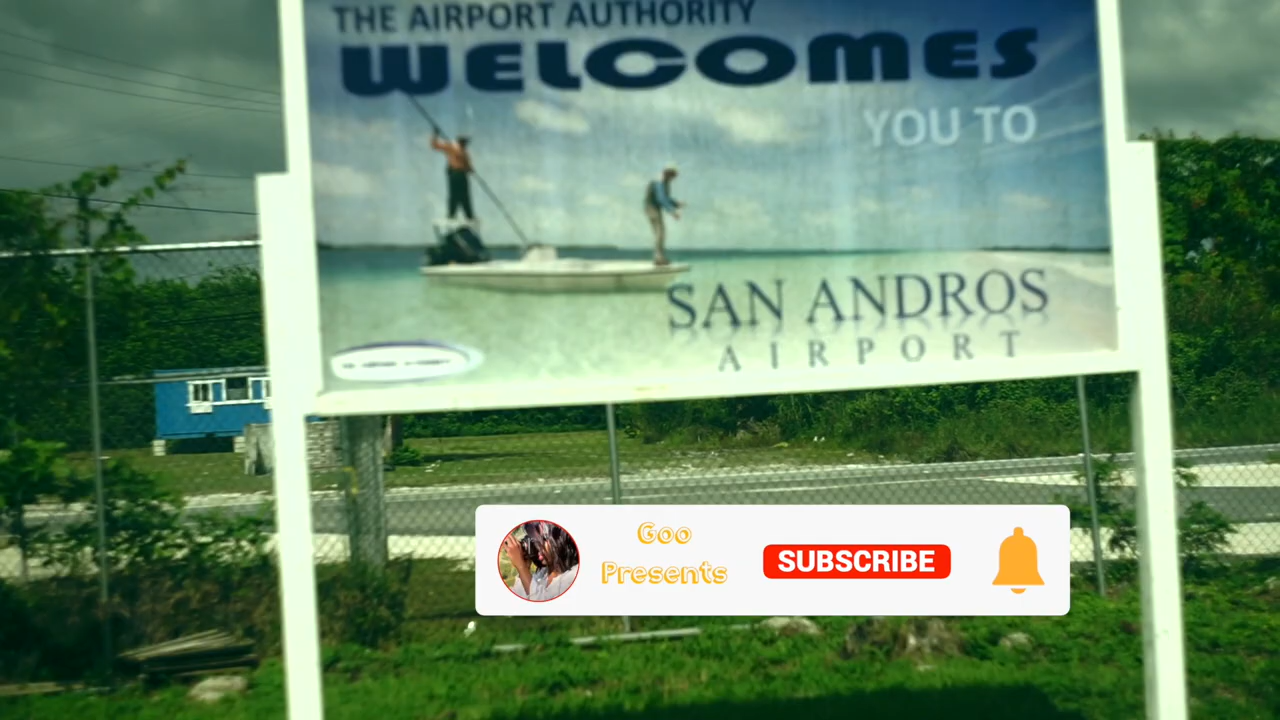 THE AIRPORT AUTHORITY
WELCOMES
YOU TO
SAN ANDROS
AIRPORT
Goo
Presents
SUBSCRIBE